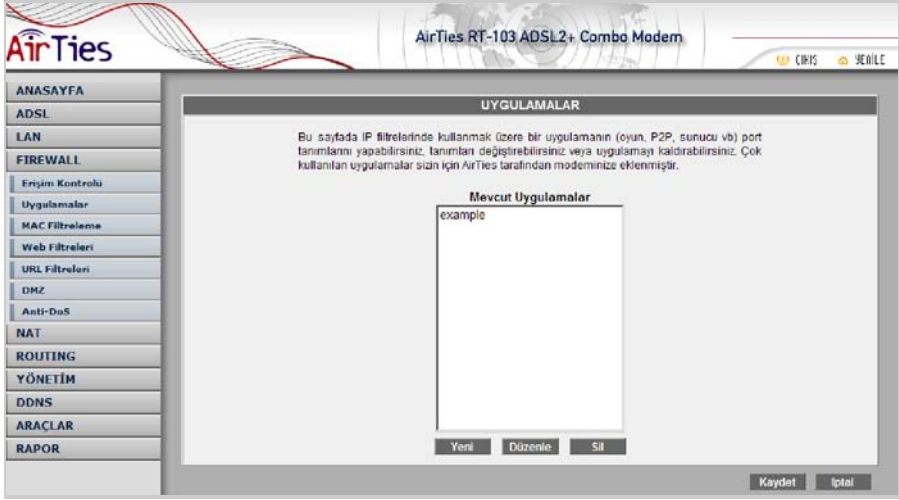 AirTies
AirTies RT-103 ADSL2+ Combo Modem
ÇIKIŞ YENİLE
ANASAYFA
ADSL
LAN
FIREWALL
Erişim Kontrolü
Uygulamalar
MAC Filtreleme
Web Filtreleri
URL Filtreleri
DMZ
Anti-DoS
NAT
ROUTING
YÖNETİM
DDNS
ARAÇLAR
RAPOR
UYGULAMALAR
Bu sayfada IP filtrelerinde kullanmak üzere bir uygulamanın (oyun, P2P, sunucu vb) port
tanımlarını yapabilirsiniz, tanımları değiştirebilirsiniz veya uygulamayı kaldırabilirsiniz. Çok
kullanılan uygulamalar sizin için AirTies tarafından modeminize eklenmiştir.
Mevcut Uygulamalar
example
Yeni Düzenle Sil
Kaydet İptal